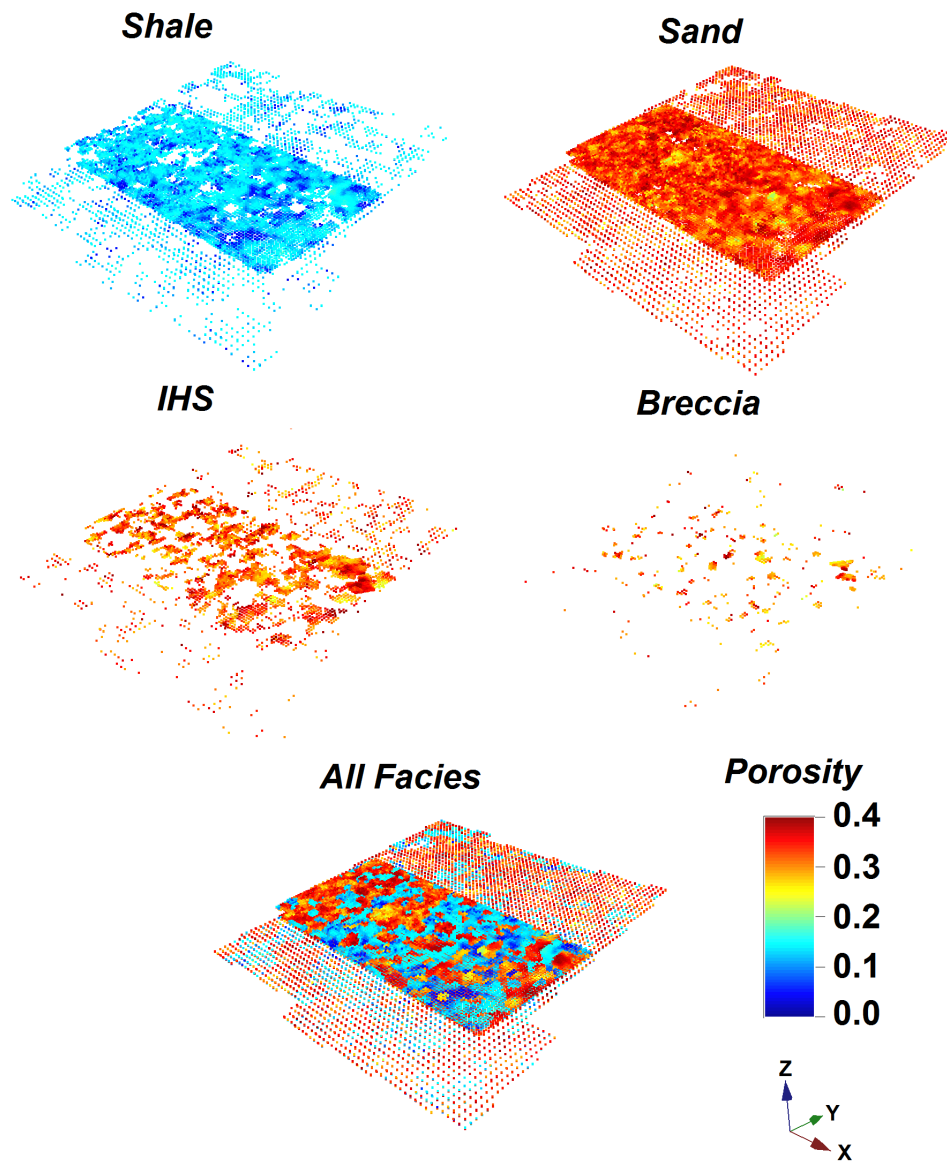 Shale
Sand
IHS
Breccia
All Facies
Porosity
0.4
0.3
0.2
0.1
0.0
Z
Y
X